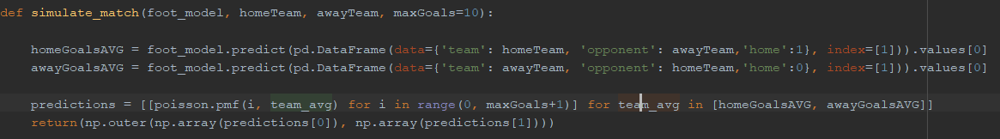 def simulate_match(foot_model, homeTeam, awayTeam, maxGoals=10):
homeGoalsAVG = foot_model.predict(pd.DataFrame(data={'team': homeTeam, 'opponent': awayTeam,'home':1}, index=[1])).values[0]
awayGoalsAVG = foot_model.predict(pd.DataFrame(data={'team': awayTeam, 'opponent': homeTeam,'home':0}, index=[1])).values[0]
predictions = [[poisson.pmf(i, team_avg) for i in range(0, maxGoals+1)] for team_avg in [homeGoalsAVG, awayGoalsAVG]]
return(np.outer(np.array(predictions[0]), np.array(predictions[1])))